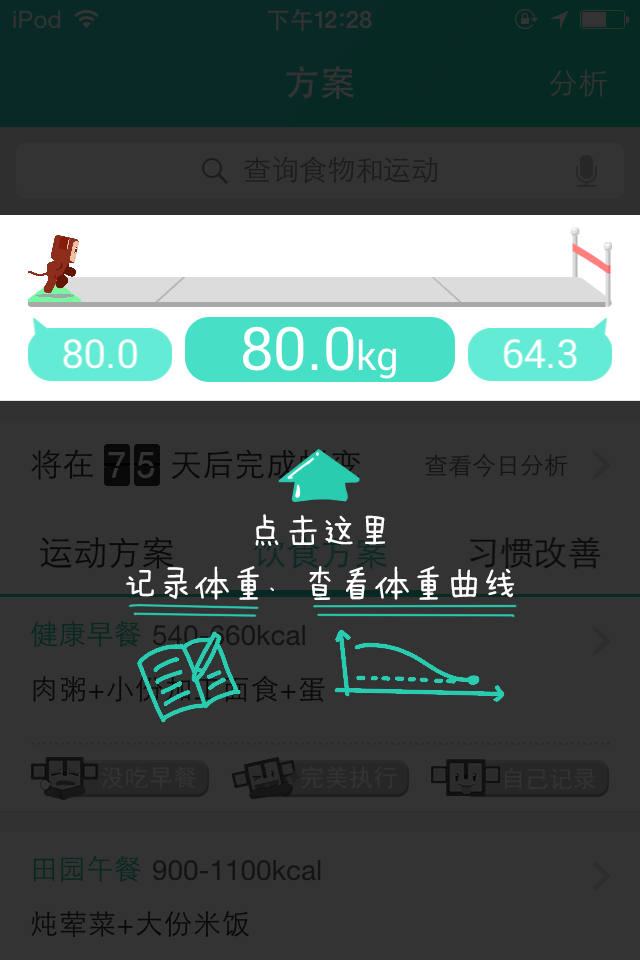 iPod 下午12:28
方案 分析
查询食物和运动
80.0 80.0kg 64.3
将在 75 天后完成蜕变 查看今日分析
点击这里
运动方案 饮食方案 习惯改善
记录体重、查看体重曲线
健康早餐 540-660kcal
肉粥+小份加工面食+蛋
没吃早餐 完美执行 自己记录
田园午餐 900-1100kcal
炖荤菜+大份米饭